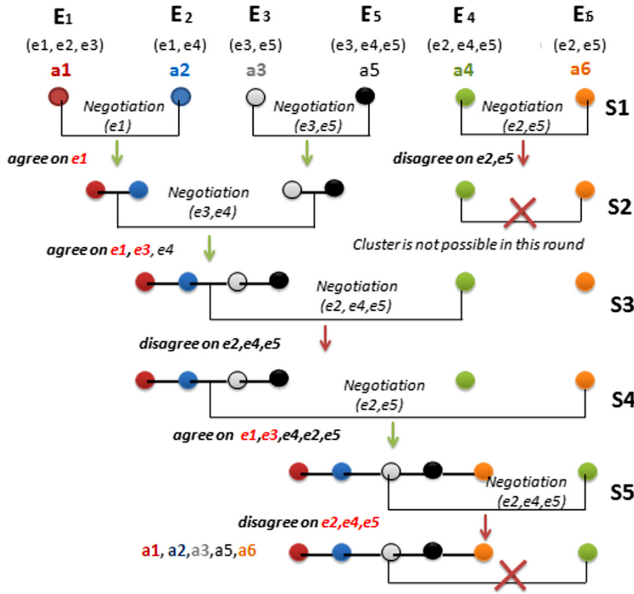 E1 E2 E3 E5 E4 E6
(e1, e2, e3) (e1,e4) (e3, e5) (e3, e4,e5) (e2, e4,e5) (e2, e5)
a1 a2 a3 a5 a4 a6
Negotiation Negotiation Negotiation S1
(e1) (e3,e5) (e2,e5)
agree on e1 disagree on e2,e5
Negotiation S2
(e3,e4)
agree on e1, e3, e4 Cluster is not possible in this round
Negotiation S3
(e2, e4,e5)
disagree on e2,e4,e5
Negotiation S4
(e2,e5)
agree on e1,e3,e4,e2,e5
Negotiation S5
(e2,e4,e5)
disagree on e2,e4,e5
a1, a2,a3,a5,a6